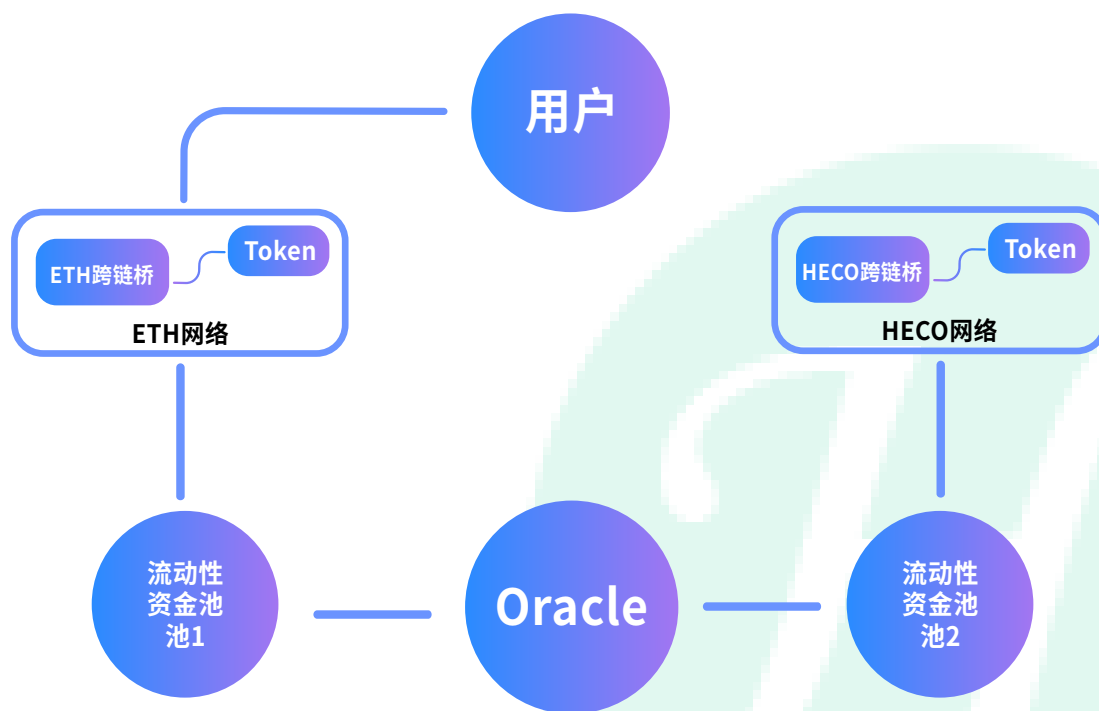 用户
ETH跨链桥
Token
ETH网络
HECO跨链桥
Token
HECO网络
流动性
资金池
池1
Oracle
流动性
资金池
池2